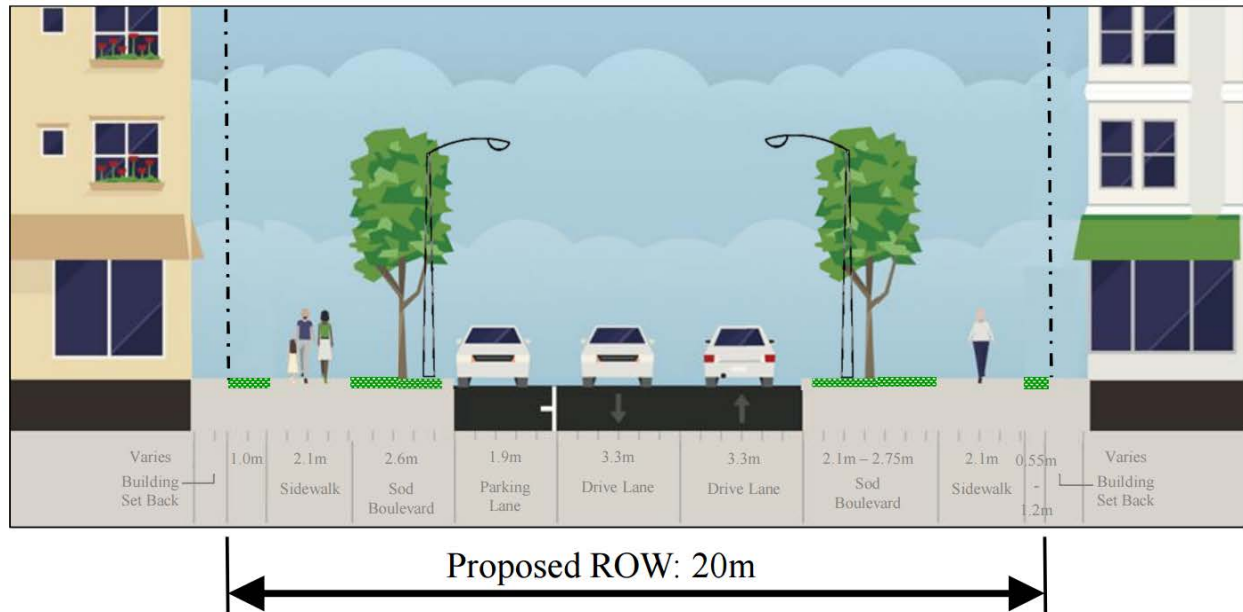 Varies
Building
Set Back
1.0m
2.1m
Sidewalk
2.6m
Sod
Boulevard
1.9m
Parking
Lane
3.3m
Drive Lane
3.3m
Drive Lane
2.1m – 2.75m
Sod
Boulevard
2.1m
Sidewalk
0.55m
-
1.2m
Varies
Building
Set Back
Proposed ROW: 20m